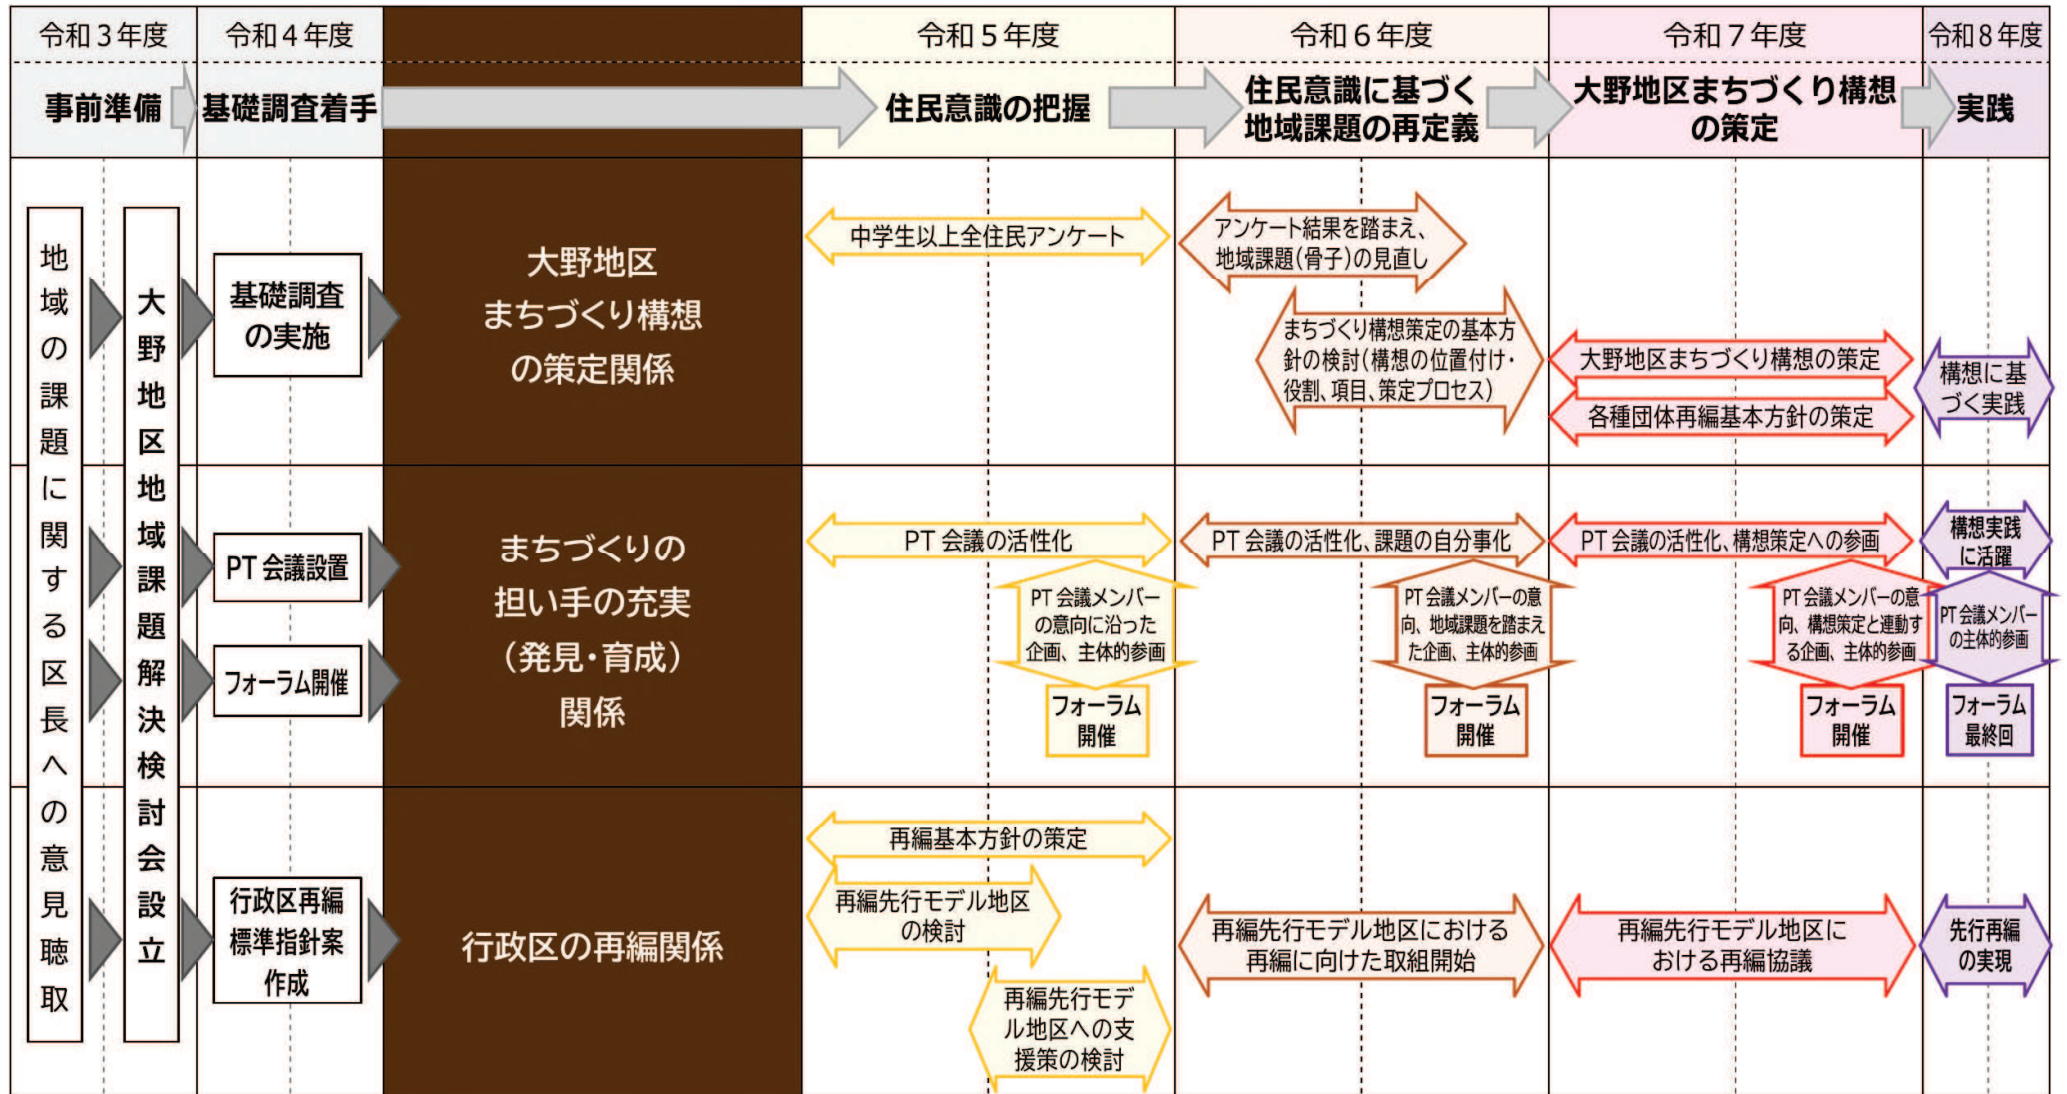 令和3年度
令和4年度
令和5年度
令和6年度
令和7年度
令和8年度
事前準備
基礎調査着手
住民意識の把握
住民意識に基づく
地域課題の再定義
大野地区まちづくり構想
の策定
実践
地域の課題に関する区長への意見聴取
大野地区地域課題解決検討会設立
基礎調査
の実施
大野地区
まちづくり構想
の策定関係
中学生以上全住民アンケート
アンケート結果を踏まえ、
地域課題(骨子)の見直し
まちづくり構想策定の基本方
針の検討(構想の位置付け・
役割、項目、策定プロセス)
大野地区まちづくり構想の策定
各種団体再編基本方針の策定
構想に基
づく実践
PT会議設置
フォーラム開催
まちづくりの
担い手の充実
(発見・育成)
関係
PT会議の活性化
PT会議メンバー
の意向に沿った
企画、主体的参画
フォーラム
開催
PT会議の活性化、課題の自分事化
PT会議メンバーの意
向、地域課題を踏まえ
た企画、主体的参画
フォーラム
開催
PT会議の活性化、構想策定への参画
PT会議メンバーの意
向、構想策定と連動す
る企画、主体的参画
フォーラム
開催
構想実践
に活躍
PT会議メンバー
の主体的参画
フォーラム
最終回
行政区再編
標準指針案
作成
行政区の再編関係
再編基本方針の策定
再編先行モデル地区
の検討
再編先行モデ
ル地区への支
援策の検討
再編先行モデル地区における
再編に向けた取組開始
再編先行モデル地区に
おける再編協議
先行再編
の実現